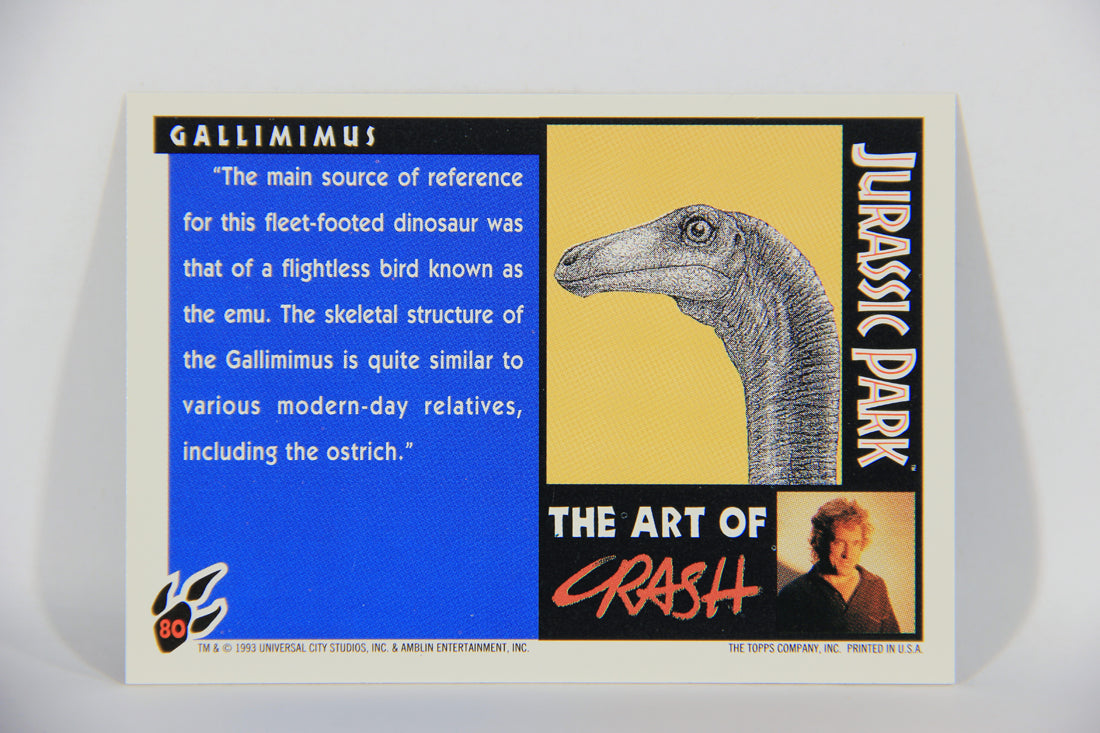 GALLIMIMUS
“The main source of reference
for this fleet-footed dinosaur was
that of a flightless bird known as
the emu. The skeletal structure of
the Gallimimus is quite similar to
various modern-day relatives,
including the ostrich.”
JURASSIC PARK™
THE ART OF
CRASH
80
TM & © 1993 UNIVERSAL CITY STUDIOS, INC. & AMBLIN ENTERTAINMENT, INC.
THE TOPPS COMPANY, INC. PRINTED IN U.S.A.